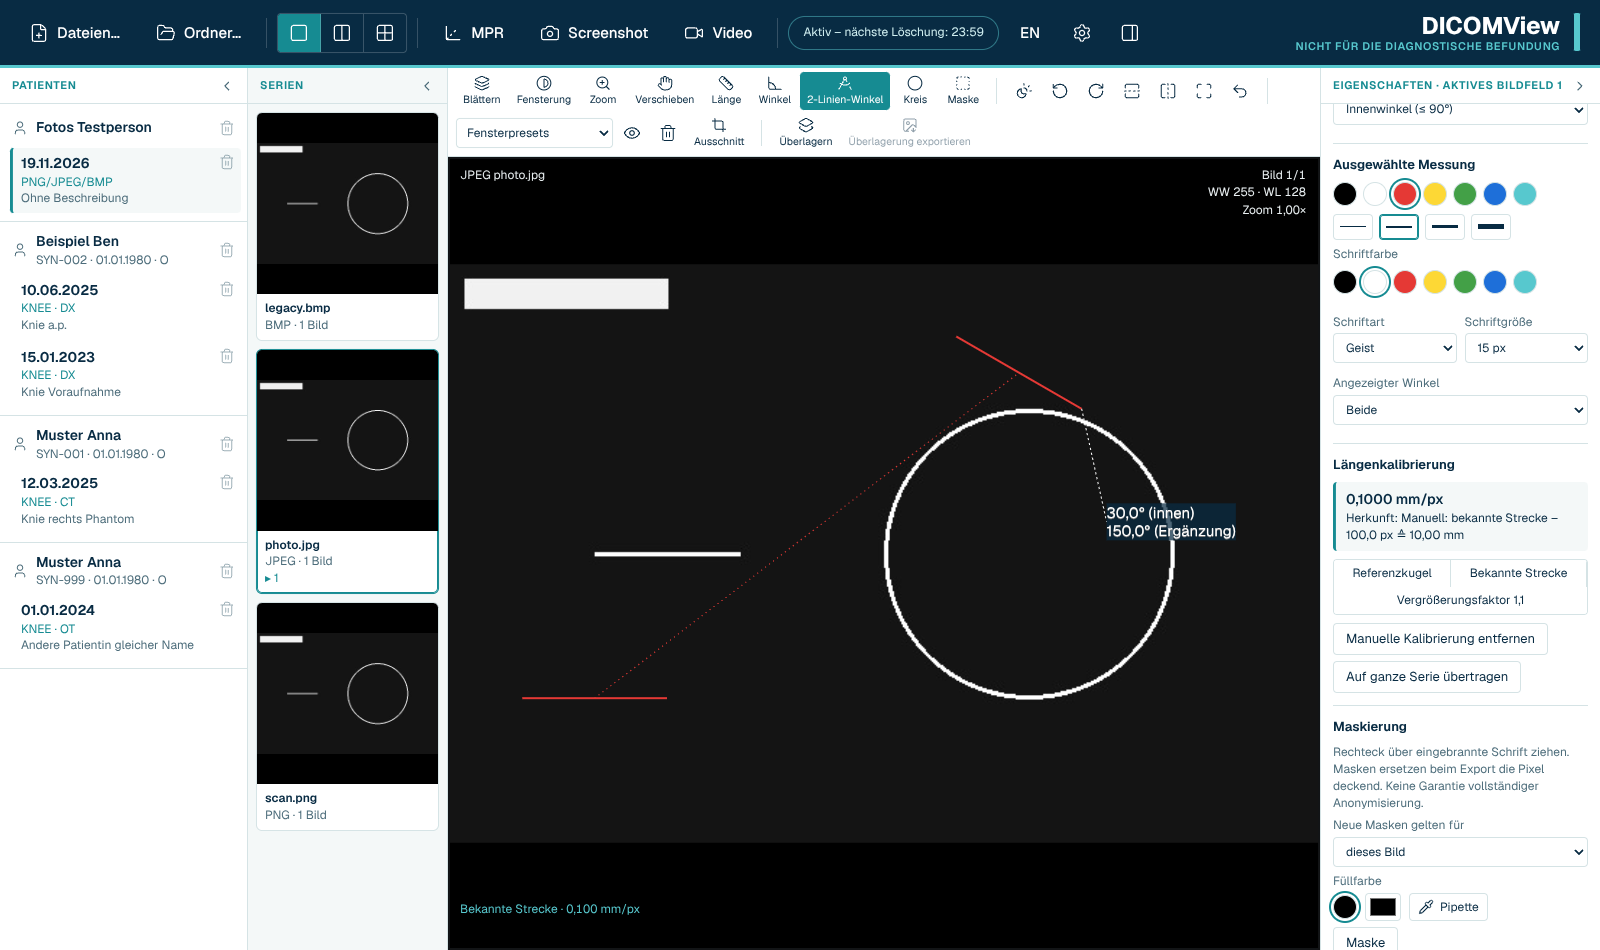 Dateien…
Ordner…
MPR
Screenshot
Video
Aktiv – nächste Löschung: 23:59
EN
DICOMView
NICHT FÜR DIE DIAGNOSTISCHE BEFUNDUNG
PATIENTEN
Fotos Testperson
19.11.2026
PNG/JPEG/BMP
Ohne Beschreibung
Beispiel Ben
SYN-002 · 01.01.1980 · O
10.06.2025
KNEE · DX
Knie a.p.
15.01.2023
KNEE · DX
Knie Voraufnahme
Muster Anna
SYN-001 · 01.01.1980 · O
12.03.2025
KNEE · CT
Knie rechts Phantom
Muster Anna
SYN-999 · 01.01.1980 · O
01.01.2024
KNEE · OT
Andere Patientin gleicher Name
SERIEN
legacy.bmp
BMP · 1 Bild
photo.jpg
JPEG · 1 Bild
▸ 1
scan.png
PNG · 1 Bild
Blättern
Fensterung
Zoom
Verschieben
Länge
Winkel
2-Linien-Winkel
Kreis
Maske
Fensterpresets
Ausschnitt
Überlagern
Überlagerung exportieren
JPEG photo.jpg
Bild 1/1
WW 255 · WL 128
Zoom 1,00×
30,0° (innen)
150,0° (Ergänzung)
Bekannte Strecke · 0,100 mm/px
EIGENSCHAFTEN · AKTIVES BILDFELD 1
Innenwinkel (≤ 90°)
Ausgewählte Messung
Schriftfarbe
Schriftart
Schriftgröße
Geist
15 px
Angezeigter Winkel
Beide
Längenkalibrierung
0,1000 mm/px
Herkunft: Manuell: bekannte Strecke –
100,0 px ≙ 10,00 mm
Referenzkugel
Bekannte Strecke
Vergrößerungsfaktor 1,1
Manuelle Kalibrierung entfernen
Auf ganze Serie übertragen
Maskierung
Rechteck über eingebrannte Schrift ziehen.
Masken ersetzen beim Export die Pixel
deckend. Keine Garantie vollständiger
Anonymisierung.
Neue Masken gelten für
dieses Bild
Füllfarbe
Pipette
Maske